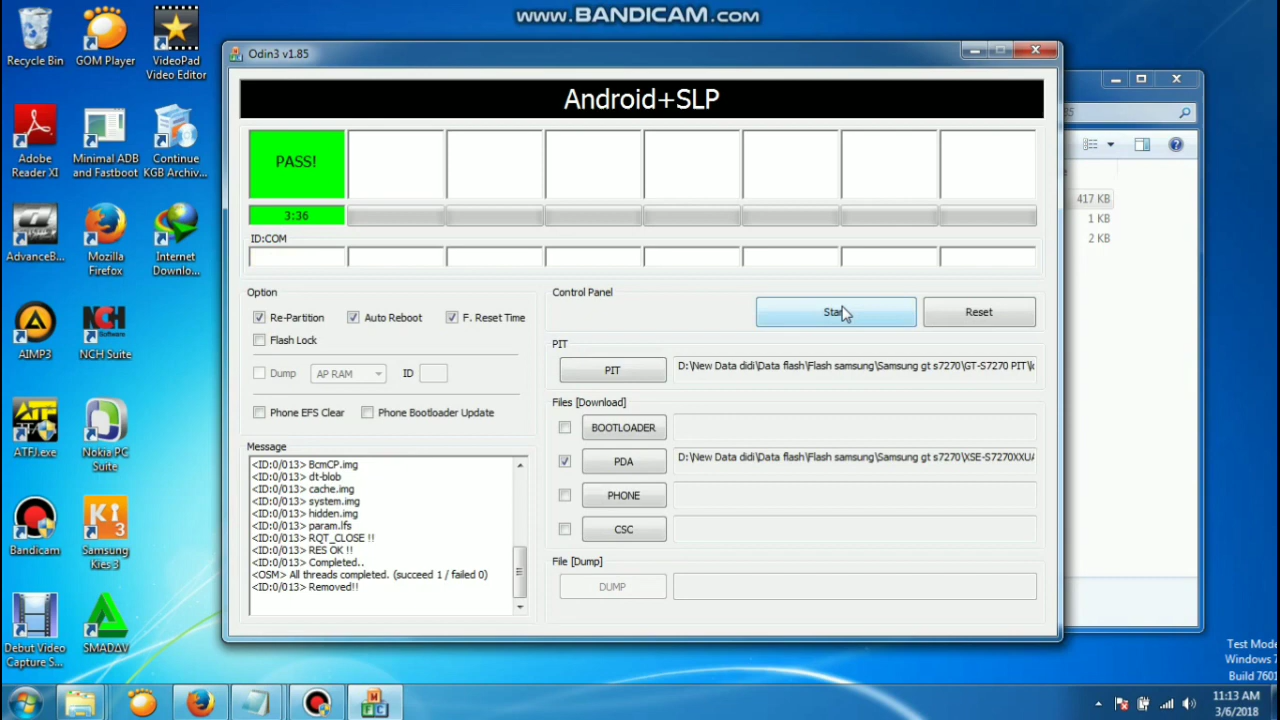 www.BANDICAM.com
Recycle Bin
GOM Player
VideoPad
Video Editor
Adobe
Reader XI
Minimal ADB
and Fastboot
Continue
KGB Archiv...
AdvanceB...
Mozilla
Firefox
Internet
Downlo...
AIMP3
NCH
Software
NCH Suite
ATFJ.exe
Nokia PC
Suite
Bandicam
Ki
3
Samsung
Kies 3
Debut Video
Capture S...
SMADΔV
Odin3 v1.85
Android+SLP
PASS!
3:36
ID:COM
Option
Re-Partition
Auto Reboot
F. Reset Time
Flash Lock
Dump
AP RAM
ID
Phone EFS Clear
Phone Bootloader Update
Message
<ID:0/013> BcmCP.img
<ID:0/013> dt-blob
<ID:0/013> cache.img
<ID:0/013> system.img
<ID:0/013> hidden.img
<ID:0/013> param.lfs
<ID:0/013> RQT_CLOSE !!
<ID:0/013> RES OK !!
<ID:0/013> Completed..
<OSM> All threads completed. (succeed 1 / failed 0)
<ID:0/013> Removed!!
Control Panel
Star
Reset
PIT
PIT
D:\New Data didi\Data flash\Flash samsung\Samsung gt s7270\GT-S7270 PIT\
Files [Download]
BOOTLOADER
PDA
D:\New Data didi\Data flash\Flash samsung\Samsung gt s7270\XSE-S7270XXUA
PHONE
CSC
File [Dump]
DUMP
417 KB
1 KB
2 KB
Test Mode
Windows 7
Build 7601
11:13 AM
3/6/2018